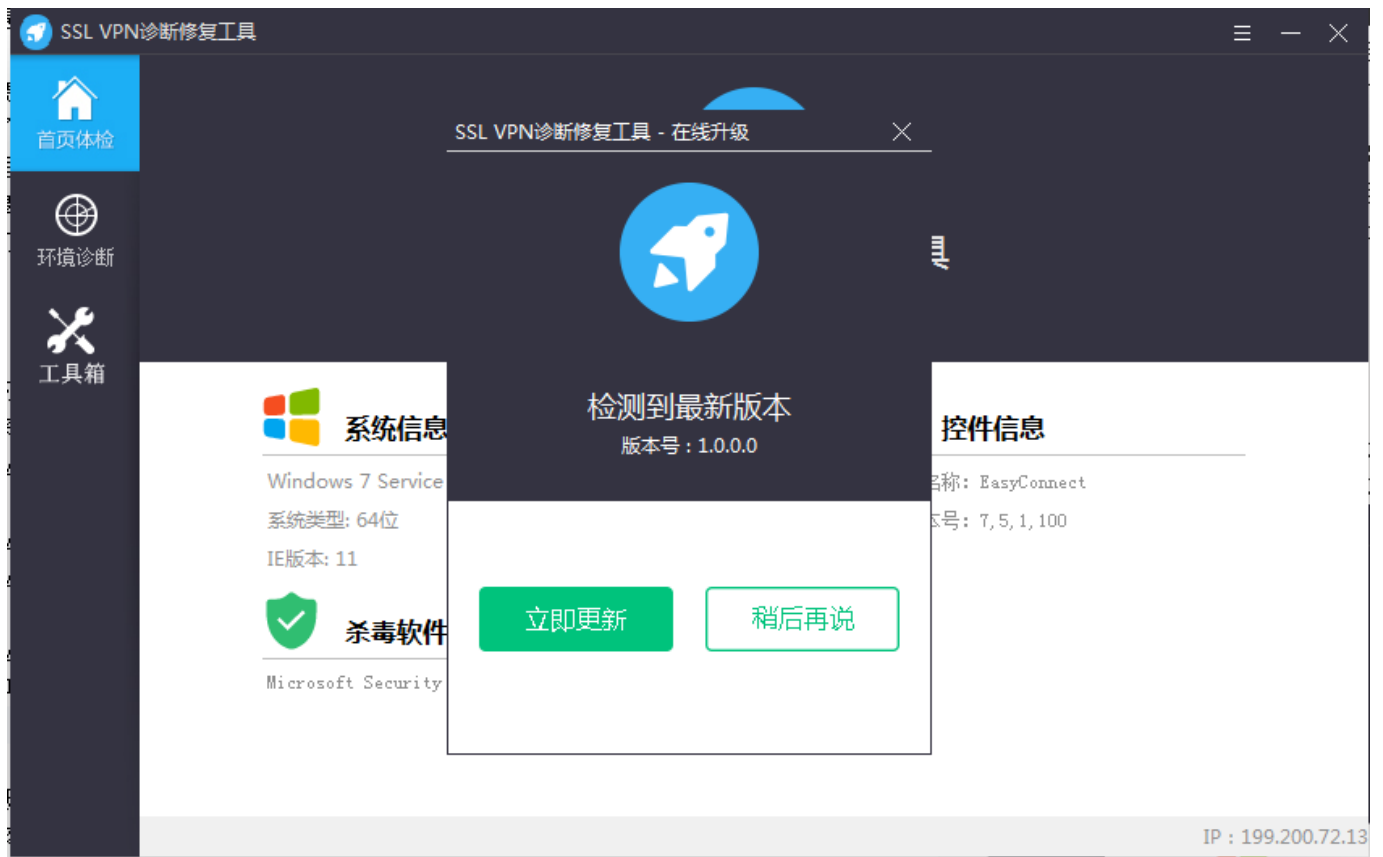 SSL VPN诊断修复工具
首页体检
环境诊断
工具箱
SSL VPN诊断修复工具 - 在线升级
具
检测到最新版本
版本号：1.0.0.0
立即更新
稍后再说
系统信息
Windows 7 Service
系统类型: 64位
IE版本: 11
杀毒软件
Microsoft Security
控件信息
名称: EasyConnect
本号: 7,5,1,100
IP：199.200.72.13